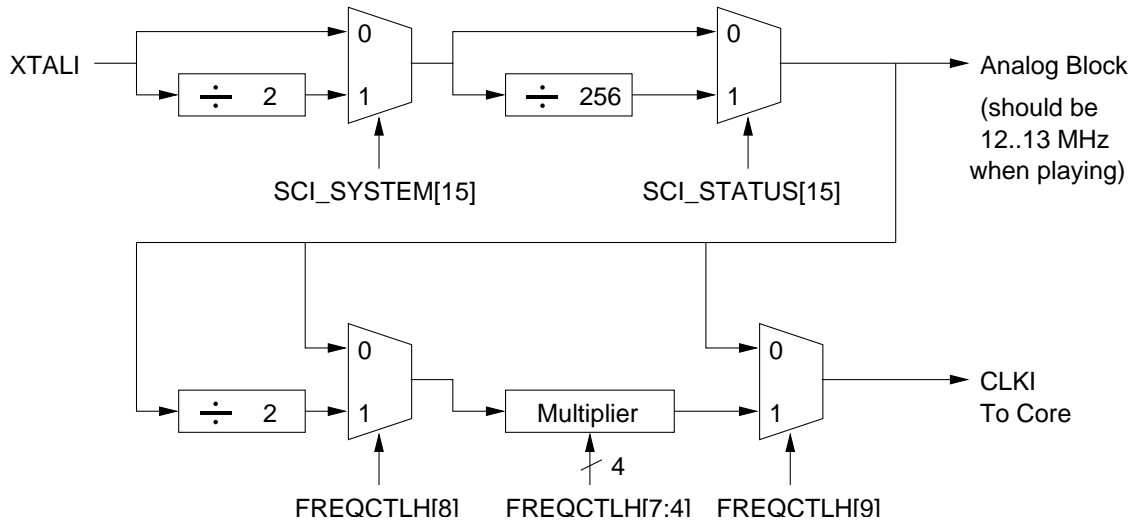 0
XTALI
÷ 2
1
0
÷ 256
1
Analog Block
(should be
12..13 MHz
when playing)
SCI_SYSTEM[15]
SCI_STATUS[15]
0
÷ 2
1
Multiplier
4
0
1
CLKI
To Core
FREQCTLH[8]
FREQCTLH[7:4]
FREQCTLH[9]